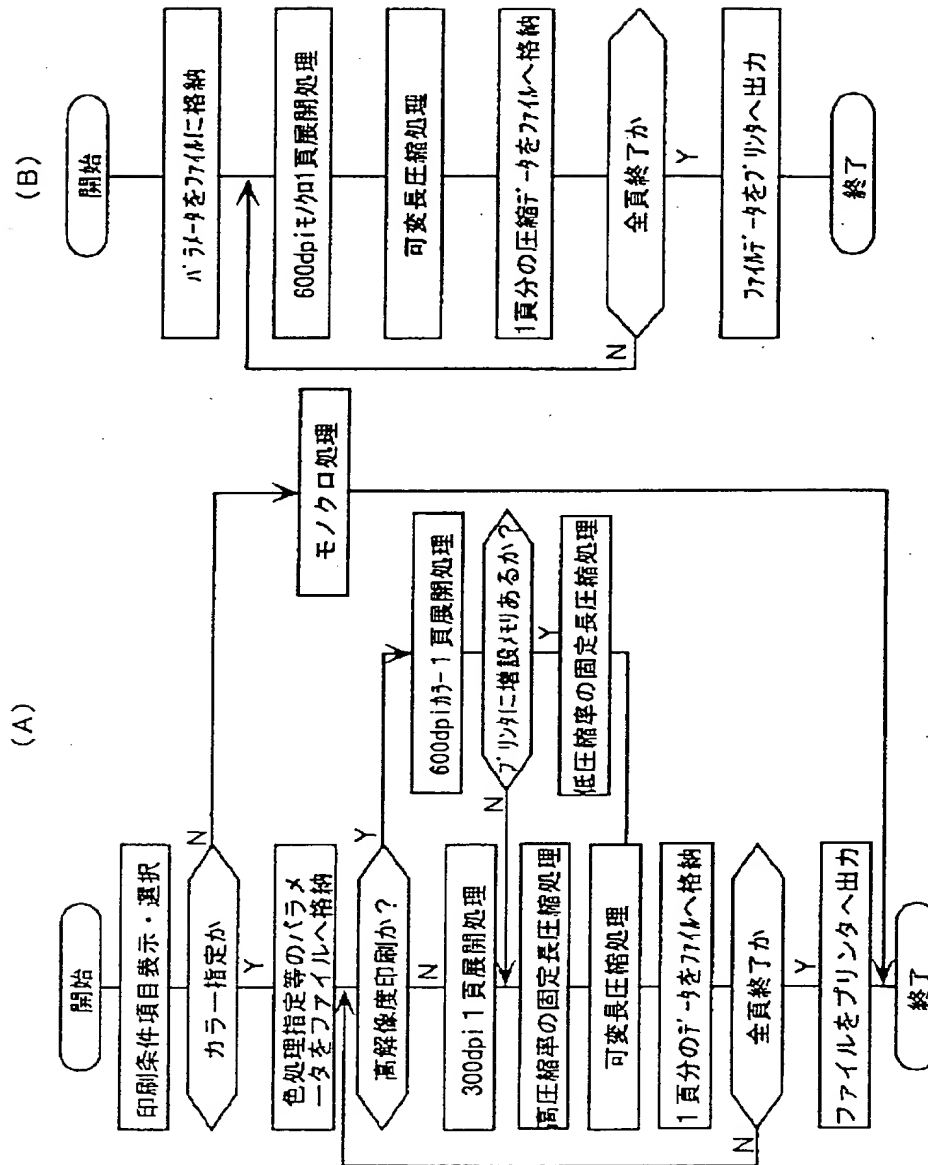 (A)
開始
印刷条件項目表示・選択
カラー指定か
N
Y
色処理指定等のパラメ
ータをファイルへ格納
高解像度印刷か?
Y
N
300dpi1頁展開処理
高圧縮率の固定長圧縮処理
可変長圧縮処理
1頁分のデータをファイルへ格納
全頁終了か
N
Y
ファイルをプリンタへ出力
終了
600dpiカラー1頁展開処理
プリンタに増設メモリあるか?
N
Y
低圧縮率の固定長圧縮処理
モノクロ処理
(B)
開始
パラメータをファイルに格納
600dpiモノクロ1頁展開処理
可変長圧縮処理
1頁分の圧縮データをファイルへ格納
全頁終了か
N
Y
ファイルデータをプリンタへ出力
終了